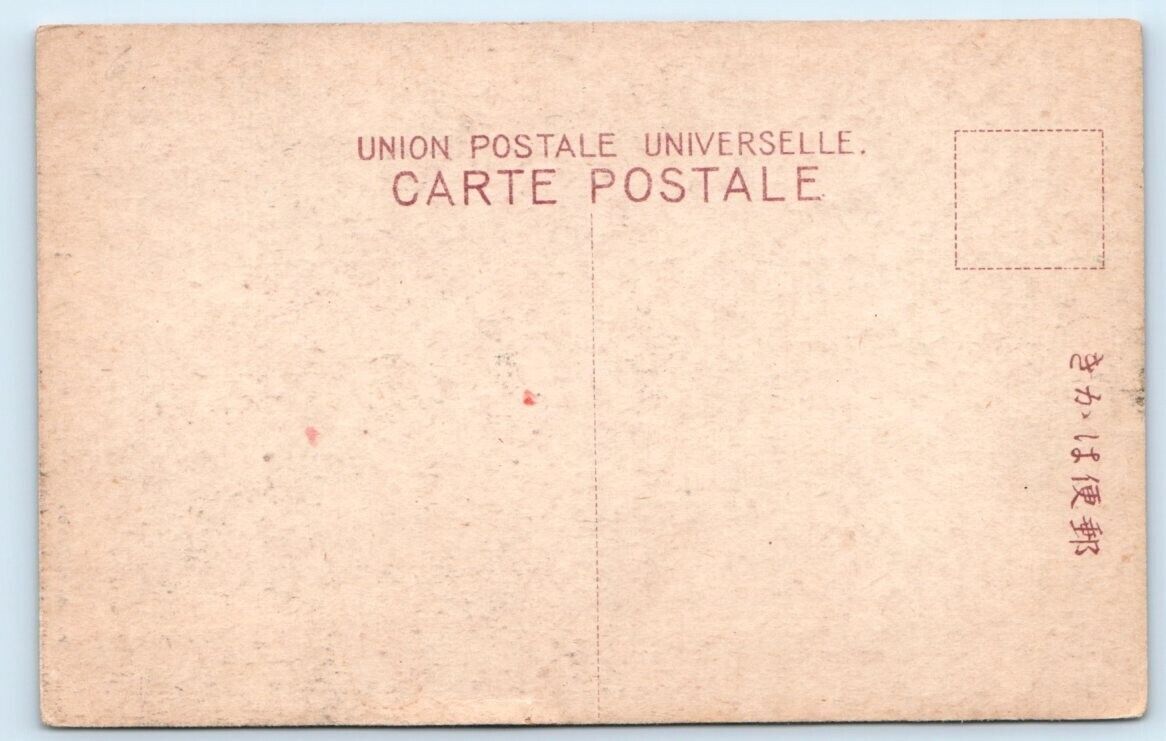 UNION POSTALE UNIVERSELLE.
CARTE POSTALE
郵便はがき